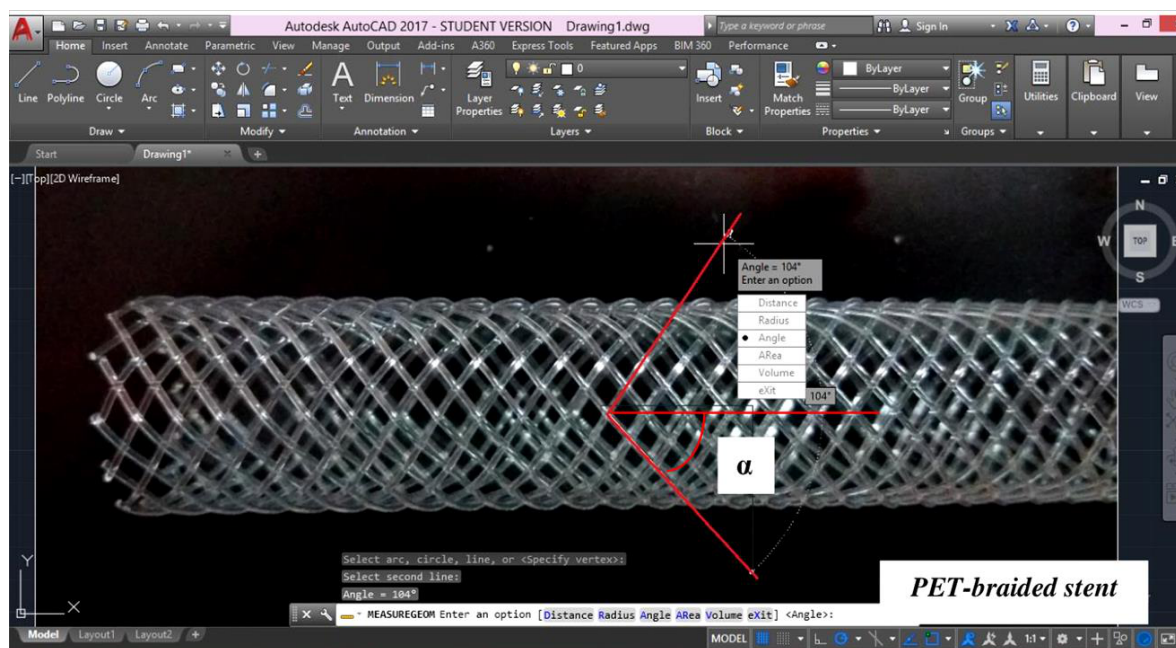 Autodesk AutoCAD 2017 - STUDENT VERSION Drawing1.dwg
Type a keyword or phrase
Sign In
Home Insert Annotate Parametric View Manage Output Add-ins A360 Express Tools Featured Apps BIM 360 Performance
0
ByLayer
ByLayer
ByLayer
Line Polyline Circle Arc
Text Dimension
Layer Properties
Insert
Match Properties
Group
Utilities Clipboard View
Draw Modify Annotation Layers Block Properties Groups
Start Drawing1*
[−][Top][2D Wireframe]
N
W TOP E
S
WCS
Angle = 104°
Enter an option
Distance
Radius
Angle
ARea
Volume
eXit
104°
α
Select arc, circle, line, or <Specify vertex>:
Select second line:
Angle = 104°
PET-braided stent
Y
X
MEASUREGEOM Enter an option [Distance Radius Angle ARea Volume eXit] <Angle>:
Model Layout1 Layout2 +
MODEL 1:1